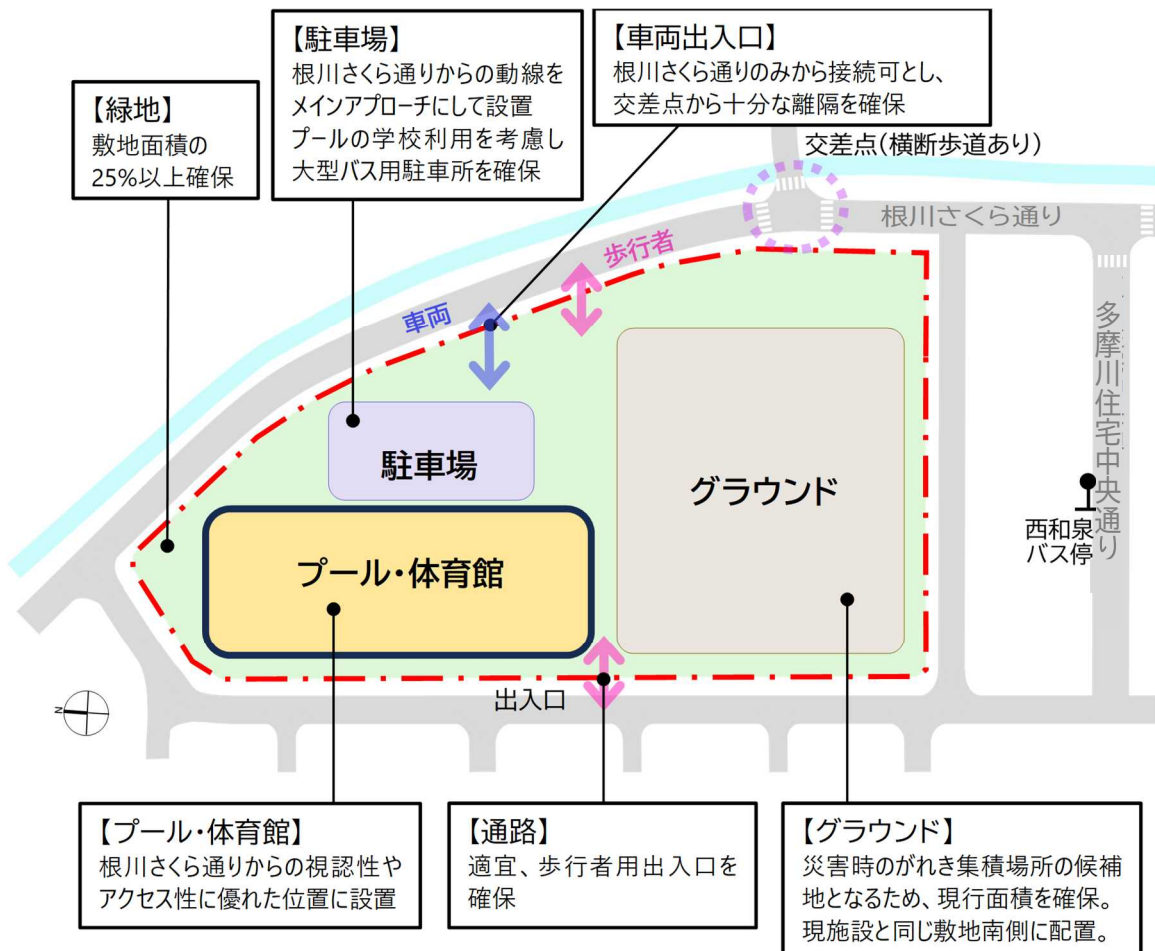 【駐車場】
根川さくら通りからの動線を
メインアプローチにして設置
プールの学校利用を考慮し
大型バス用駐車所を確保
【車両出入口】
根川さくら通りのみから接続可とし、
交差点から十分な離隔を確保
【緑地】
敷地面積の
25%以上確保
交差点(横断歩道あり)
根川さくら通り
歩行者
車両
多摩川住宅中央通り
駐車場
グラウンド
西和泉
バス停
プール・体育館
出入口
N
【プール・体育館】
根川さくら通りからの視認性や
アクセス性に優れた位置に設置
【通路】
適宜、歩行者用出入口を
確保
【グラウンド】
災害時のがれき集積場所の候補
地となるため、現行面積を確保。
現施設と同じ敷地南側に配置。